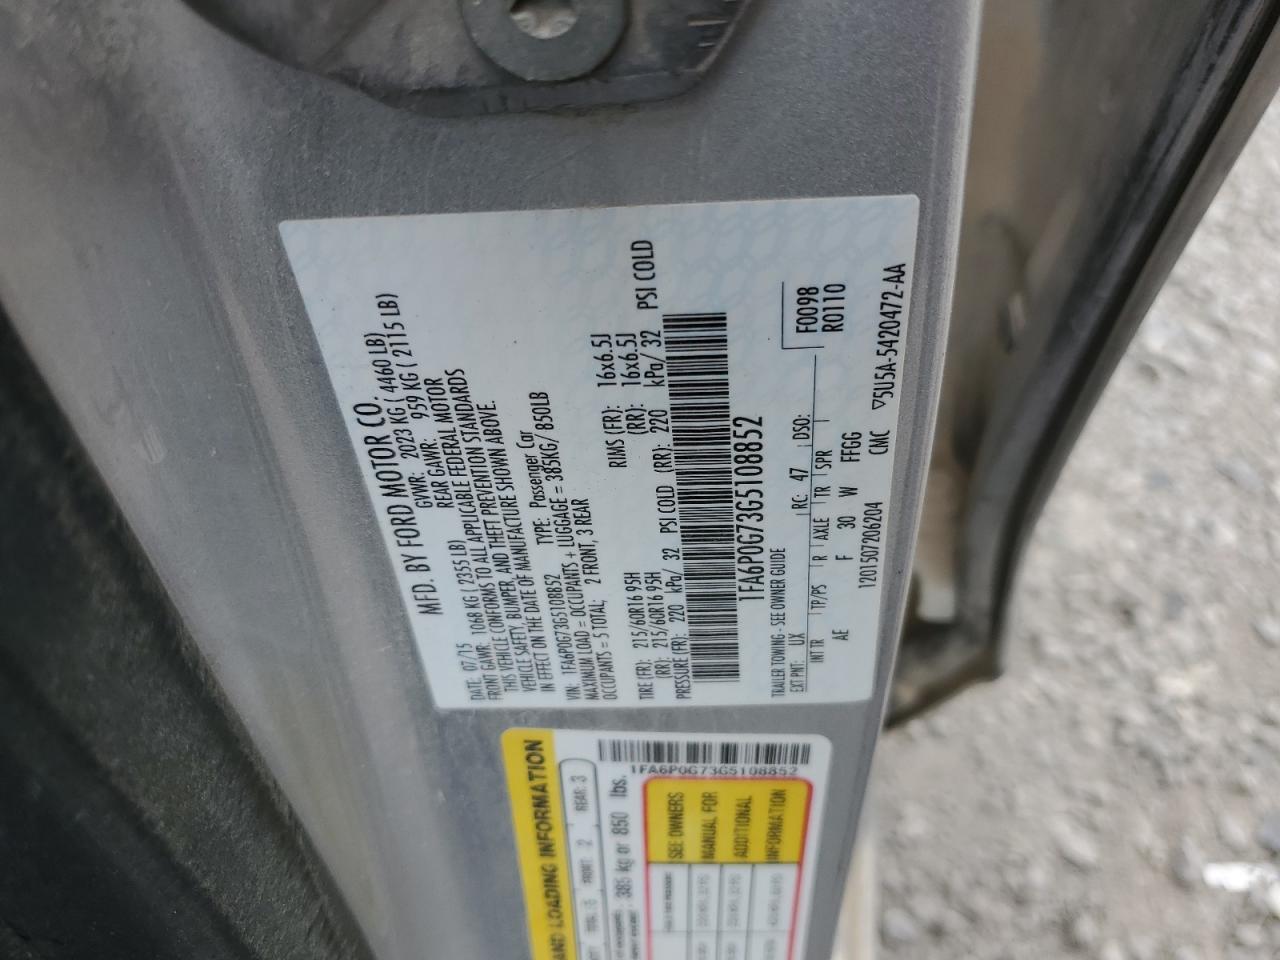 MFD. BY FORD MOTOR CO.
DATE: 07/15 GVWR: 2023 KG ( 4460 LB)
FRONT GAWR: 1068 KG ( 2355 LB) REAR GAWR: 959 KG ( 2115 LB)
THIS VEHICLE CONFORMS TO ALL APPLICABLE FEDERAL MOTOR
VEHICLE SAFETY, BUMPER, AND THEFT PREVENTION STANDARDS
IN EFFECT ON THE DATE OF MANUFACTURE SHOWN ABOVE.
VIN: 1FA6P0G73G5108852 TYPE: Passenger Car
MAXIMUM LOAD = OCCUPANTS + LUGGAGE = 385KG/ 850LB
OCCUPANTS = 5 TOTAL: 2 FRONT, 3 REAR
TIRE (FR): 215/60R16 95H RIMS (FR): 16x6.5J
(RR): 215/60R16 95H (RR): 16x6.5J
PRESSURE (FR): 220 kPa/ 32 PSI COLD (RR): 220 kPa/ 32 PSI COLD
1FA6P0G73G5108852
TRAILER TOWING - SEE OWNER GUIDE
F0098
R0110
EXT PNT: UX RC: 47 DSO:
INT TR TP/PS R AXLE TR SPR
AE F 30 W FFGG
1201507206204 CMC ▽5U5A-5420472-AA
AND LOADING INFORMATION
FRONT: 2 REAR: 3
385 kg or 850 lbs.
1FA6P0G73G5108852
SEE OWNERS
MANUAL FOR
ADDITIONAL
INFORMATION